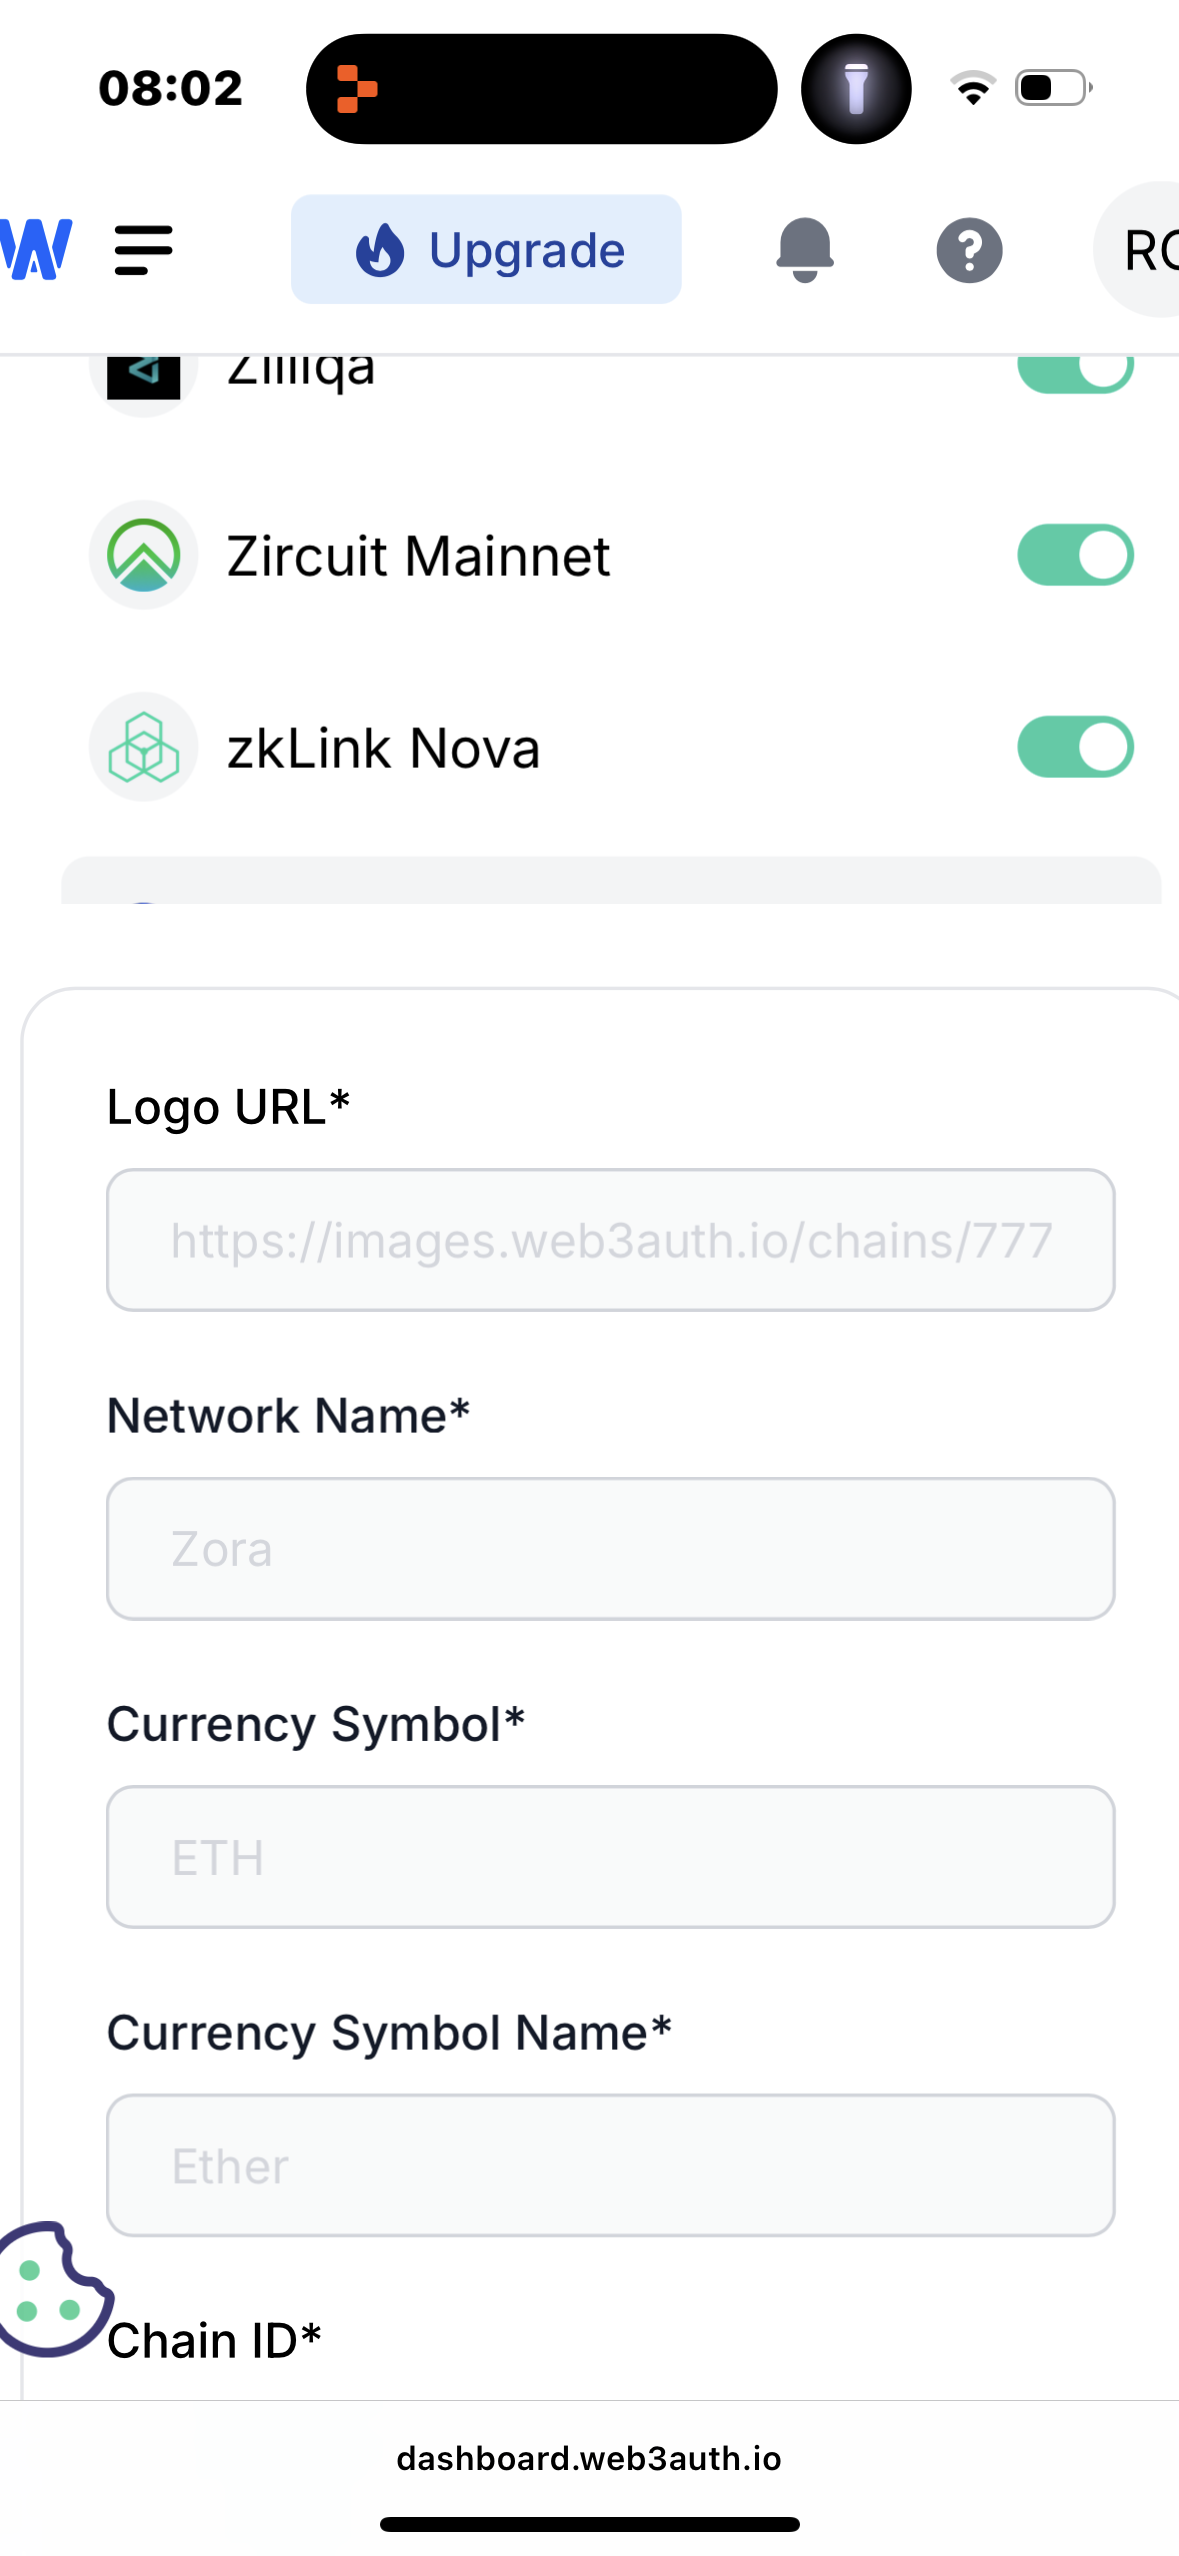 08:02
Upgrade
RO
Zilliqa
Zircuit Mainnet
zkLink Nova
Logo URL*
https://images.web3auth.io/chains/777
Network Name*
Zora
Currency Symbol*
ETH
Currency Symbol Name*
Ether
Chain ID*
dashboard.web3auth.io